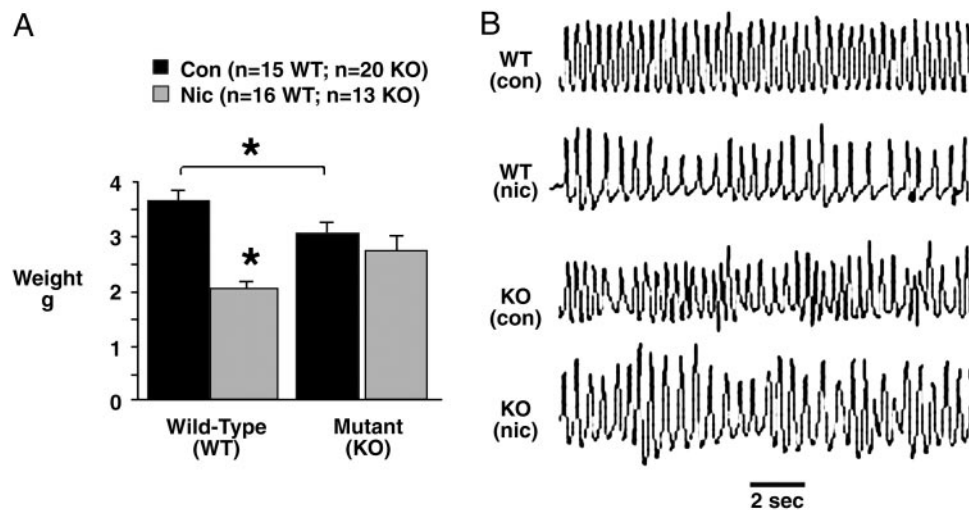 A
Con (n=15 WT; n=20 KO)
Nic (n=16 WT; n=13 KO)
*
*
4
3
2
1
0
Weight
g
Wild-Type
(WT)
Mutant
(KO)
B
WT
(con)
WT
(nic)
KO
(con)
KO
(nic)
2 sec